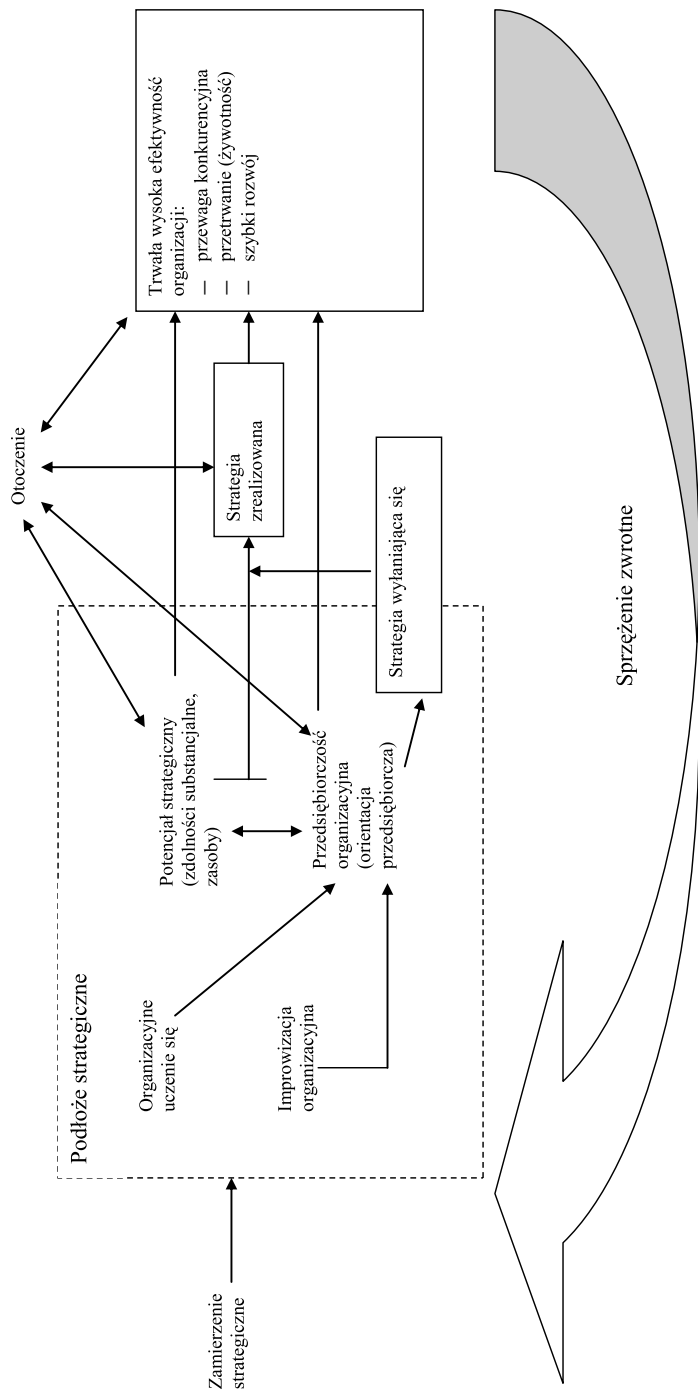 Zamierzenie
strategiczne
Podłoże strategiczne
Organizacyjne
uczenie się
Improwizacja
organizacyjna
Potencjał strategiczny
(zdolności substancjalne,
zasoby)
Przedsiębiorczość
organizacyjna
(orientacja
przedsiębiorcza)
Otoczenie
Strategia
zrealizowana
Strategia wyłaniająca się
Trwała wysoka efektywność
organizacji:
— przewaga konkurencyjna
— przetrwanie (żywotność)
— szybki rozwój
Sprzężenie zwrotne